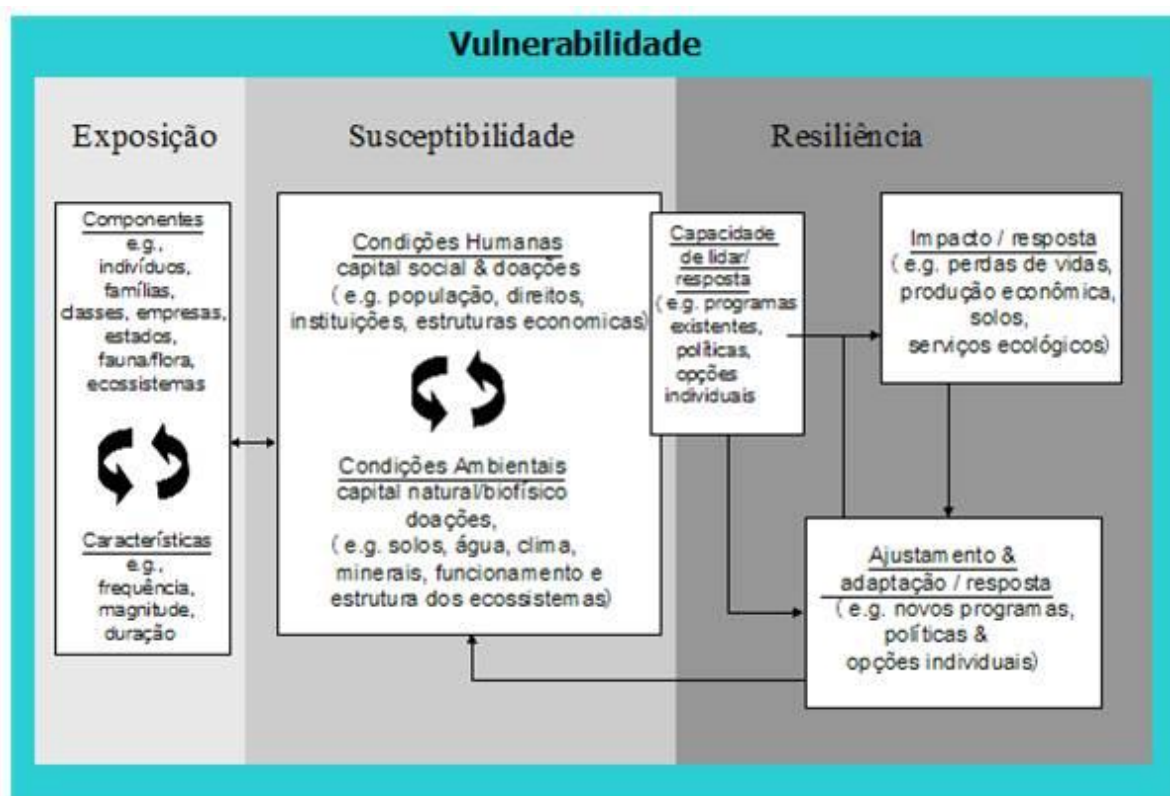 Vulnerabilidade
Exposição
Susceptibilidade
Resiliência
Componentes
e.g.,
indivíduos,
famílias,
classes, empresas,
estados,
fauna/flora,
ecossistemas
Características
e.g.,
frequência,
magnitude,
duração
Condições Humanas
capital social & doações
( e.g. população, direitos,
instituições, estruturas economicas)
Condições Ambientais
capital natural/biofísico
doações,
( e.g. solos, água, clima,
minerais, funcionamento e
estrutura dos ecossistemas)
Capacidade
de lidar/
resposta
( e.g. programas
existentes,
políticas,
opções
individuais
Impacto / resposta
( e.g. perdas de vidas,
produção econômica,
solos,
serviços ecológicos)
Ajustamento &
adaptação / resposta
( e.g. novos programas,
políticas &
opções individuais)